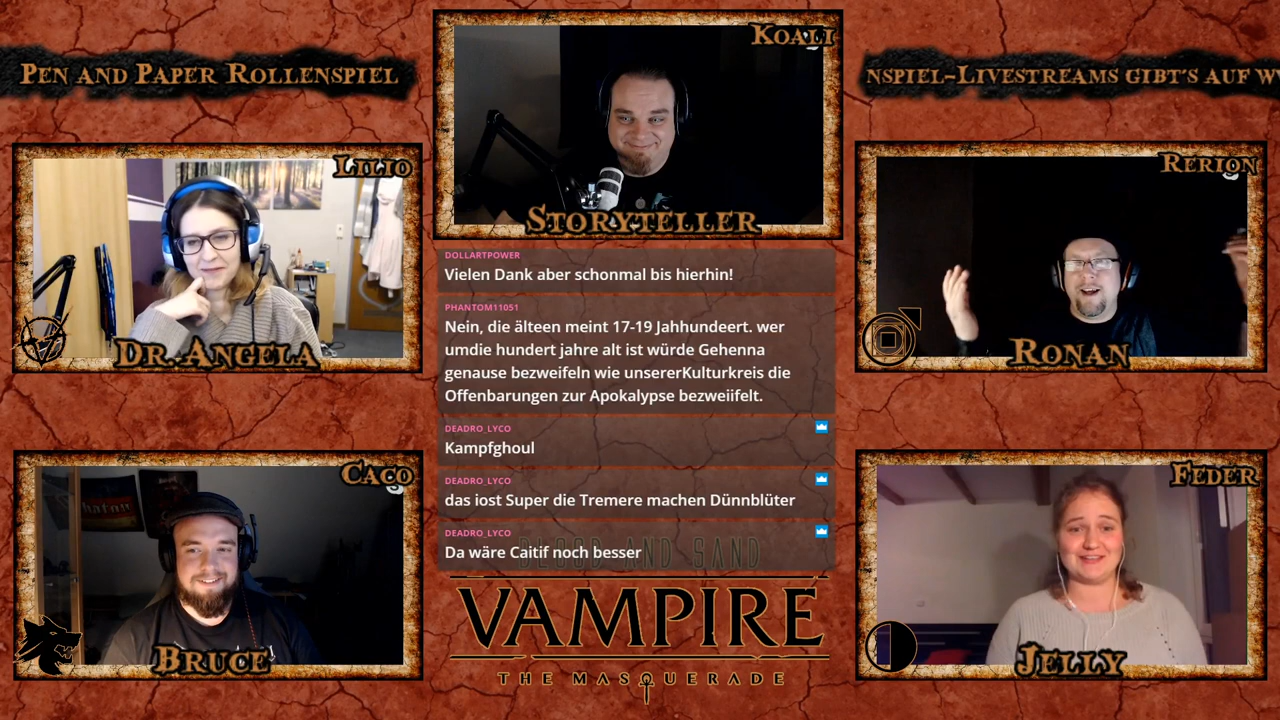 Pen and Paper Rollenspiel
Koali
nspiel-Livestreams gibt's auf
Storyteller
Lilio
Dr. Angela
Rerion
Ronan
DOLLARTPOWER
Vielen Dank aber schonmal bis hierhin!
PHANTOM11051
Nein, die älteen meint 17-19 Jahhundeert. wer
umdie hundert jahre alt ist würde Gehenna
genause bezweifeln wie unsererKulturkreis die
Offenbarungen zur Apokalypse bezweiifelt.
DEADRO_LYCO
Kampfghoul
DEADRO_LYCO
das iost Super die Tremere machen Dünnblüter
DEADRO_LYCO
Da wäre Caitif noch besser
BLOOD AND SAND
VAMPIRE
THE MASQUERADE
Caco
Bruce
Feder
Jelly